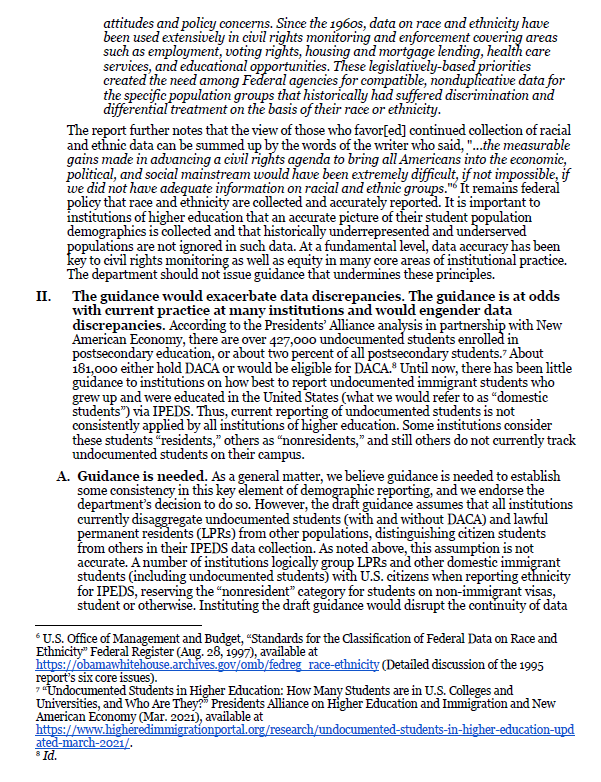 attitudes and policy concerns. Since the 1960s, data on race and ethnicity have
been used extensively in civil rights monitoring and enforcement covering areas
such as employment, voting rights, housing and mortgage lending, health care
services, and educational opportunities. These legislatively-based priorities
created the need among Federal agencies for compatible, nonduplicative data for
the specific population groups that historically had suffered discrimination and
differential treatment on the basis of their race or ethnicity.
The report further notes that the view of those who favor[ed] continued collection of racial
and ethnic data can be summed up by the words of the writer who said, "...the measurable
gains made in advancing a civil rights agenda to bring all Americans into the economic,
political, and social mainstream would have been extremely difficult, if not impossible, if
we did not have adequate information on racial and ethnic groups."⁶ It remains federal
policy that race and ethnicity are collected and accurately reported. It is important to
institutions of higher education that an accurate picture of their student population
demographics is collected and that historically underrepresented and underserved
populations are not ignored in such data. At a fundamental level, data accuracy has been
key to civil rights monitoring as well as equity in many core areas of institutional practice.
The department should not issue guidance that undermines these principles.
II. The guidance would exacerbate data discrepancies. The guidance is at odds
with current practice at many institutions and would engender data
discrepancies. According to the Presidents' Alliance analysis in partnership with New
American Economy, there are over 427,000 undocumented students enrolled in
postsecondary education, or about two percent of all postsecondary students.⁷ About
181,000 either hold DACA or would be eligible for DACA.⁸ Until now, there has been little
guidance to institutions on how best to report undocumented immigrant students who
grew up and were educated in the United States (what we would refer to as “domestic
students”) via IPEDS. Thus, current reporting of undocumented students is not
consistently applied by all institutions of higher education. Some institutions consider
these students “residents,” others as “nonresidents,” and still others do not currently track
undocumented students on their campus.
A. Guidance is needed. As a general matter, we believe guidance is needed to establish
some consistency in this key element of demographic reporting, and we endorse the
department's decision to do so. However, the draft guidance assumes that all institutions
currently disaggregate undocumented students (with and without DACA) and lawful
permanent residents (LPRs) from other populations, distinguishing citizen students
from others in their IPEDS data collection. As noted above, this assumption is not
accurate. A number of institutions logically group LPRs and other domestic immigrant
students (including undocumented students) with U.S. citizens when reporting ethnicity
for IPEDS, reserving the “nonresident” category for students on non-immigrant visas,
student or otherwise. Instituting the draft guidance would disrupt the continuity of data
⁶ U.S. Office of Management and Budget, “Standards for the Classification of Federal Data on Race and
Ethnicity” Federal Register (Aug. 28, 1997), available at
https://obamawhitehouse.archives.gov/omb/fedreg_race-ethnicity (Detailed discussion of the 1995
report's six core issues).
⁷ “Undocumented Students in Higher Education: How Many Students are in U.S. Colleges and
Universities, and Who Are They?” Presidents Alliance on Higher Education and Immigration and New
American Economy (Mar. 2021), available at
https://www.higheredimmigrationportal.org/research/undocumented-students-in-higher-education-upd
ated-march-2021/.
⁸ Id.